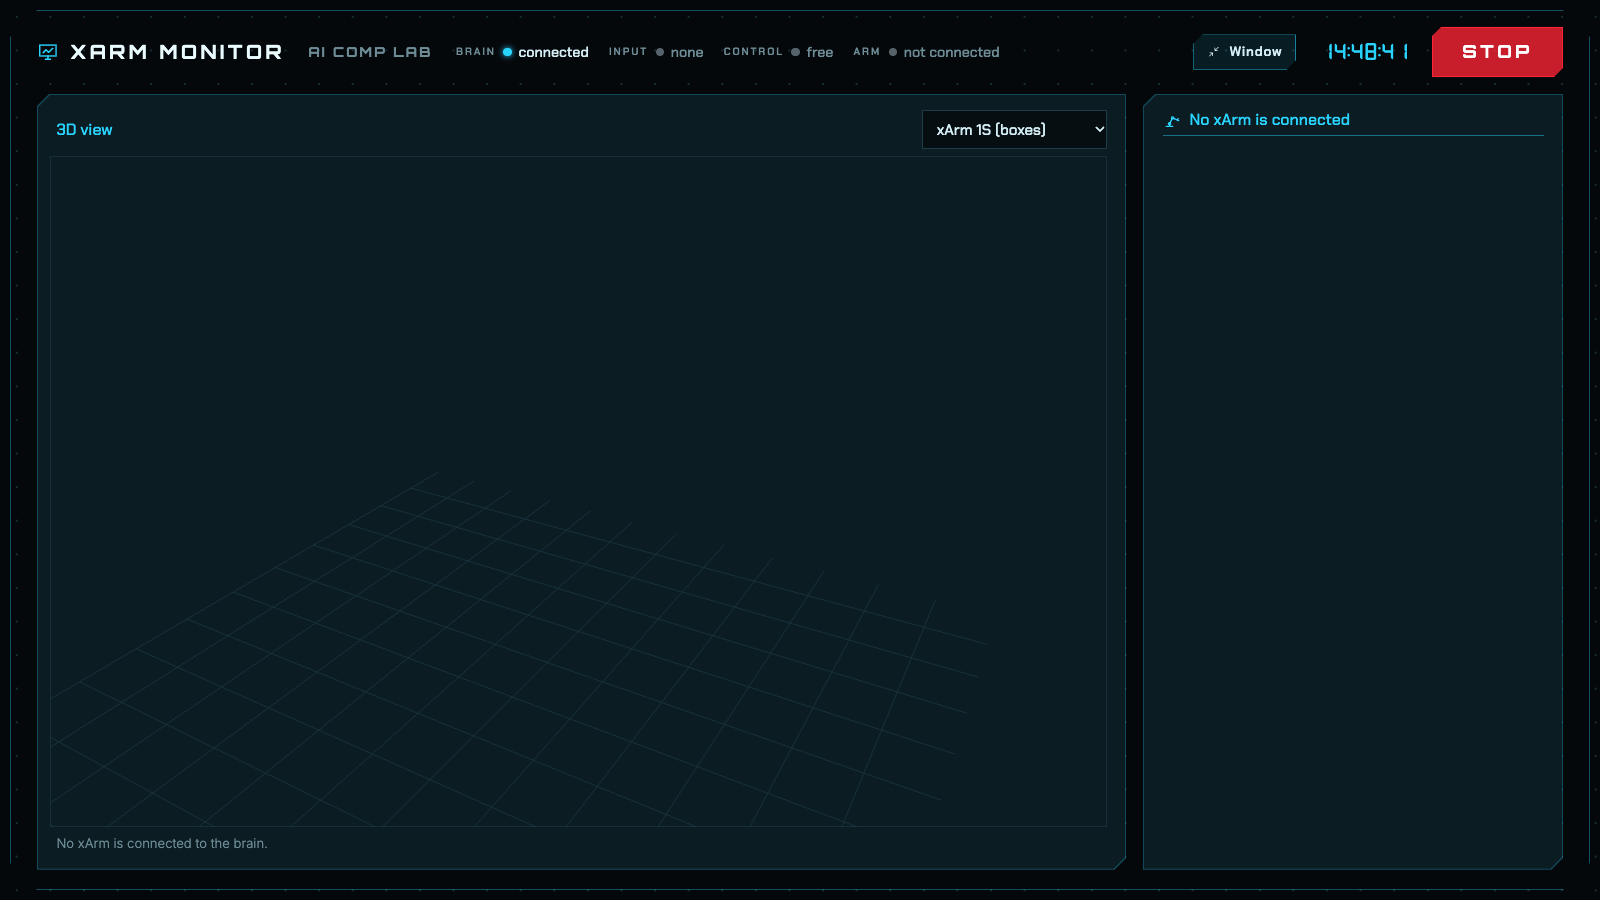 XARM MONITOR AI COMP LAB BRAIN connected INPUT none CONTROL free ARM not connected Window 14:48:41 STOP
3D view xArm 1S (boxes)
No xArm is connected to the brain.
No xArm is connected